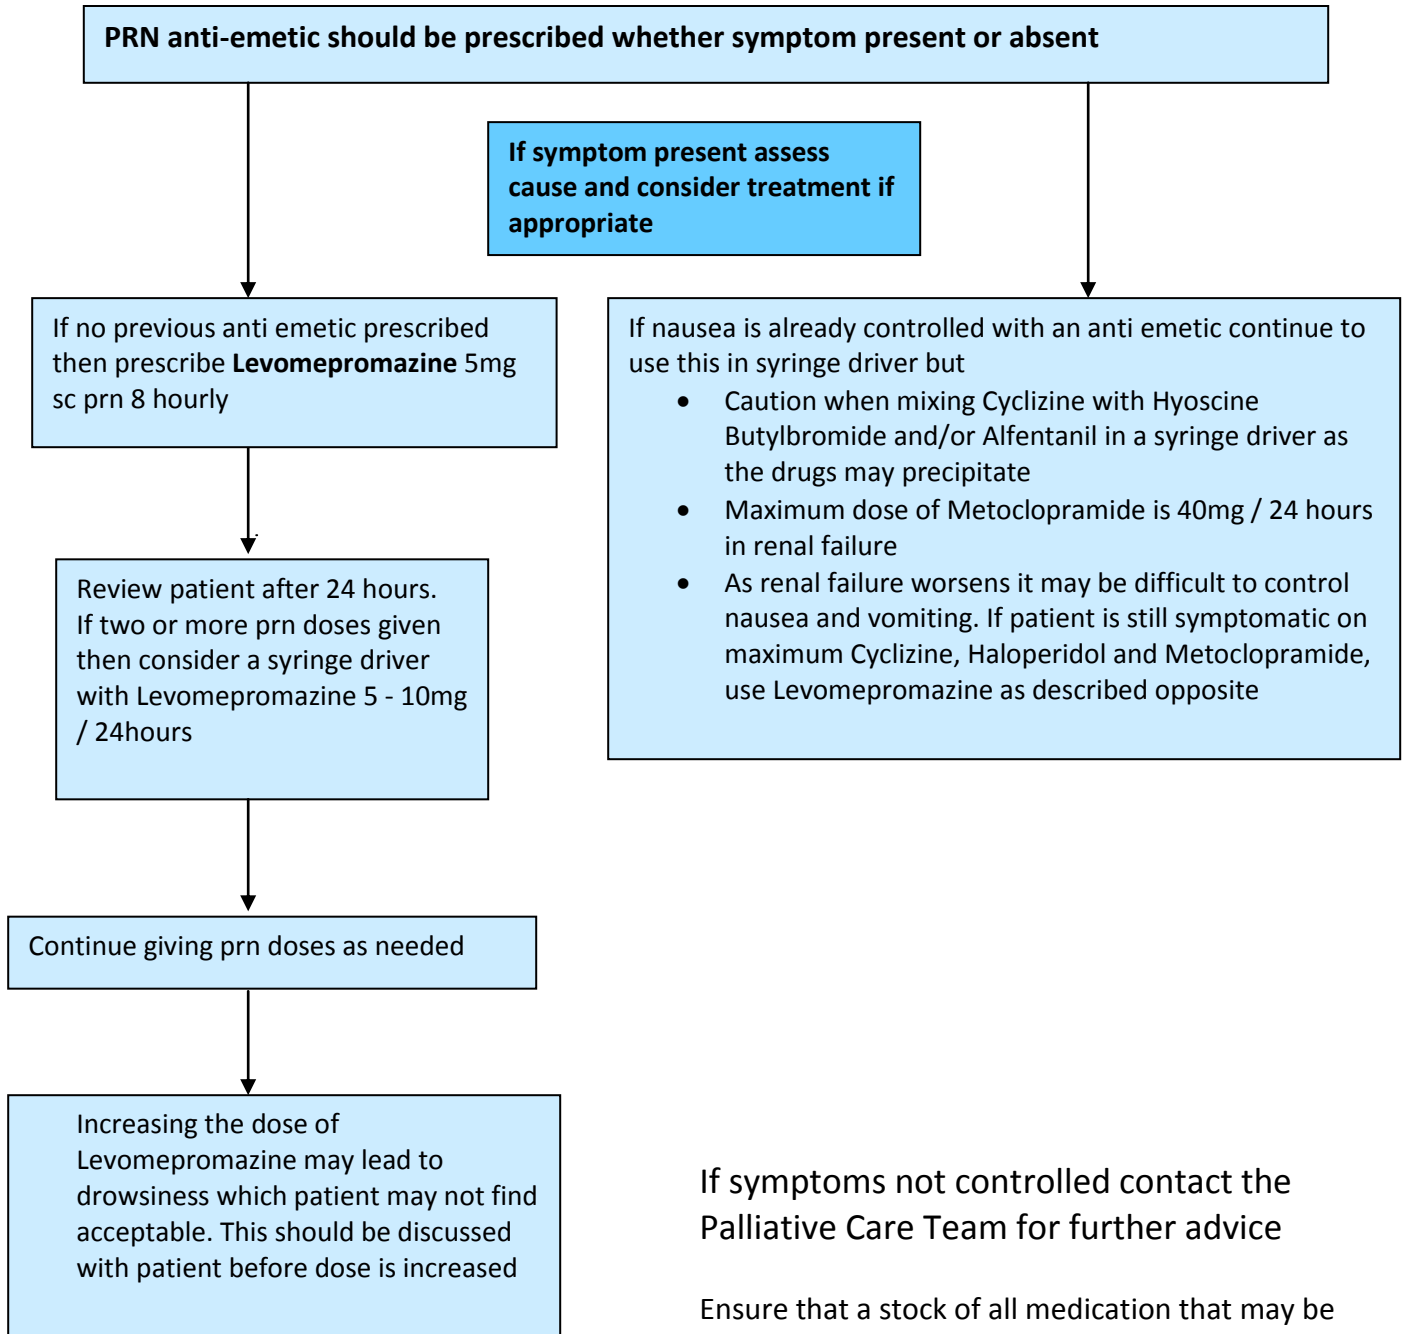 PRN anti-emetic should be prescribed whether symptom present or absent
If symptom present assess
cause and consider treatment if
appropriate
If no previous anti emetic prescribed
then prescribe Levomepromazine 5mg
sc prn 8 hourly
Review patient after 24 hours.
If two or more prn doses given
then consider a syringe driver
with Levomepromazine 5 - 10mg
/ 24hours
Continue giving prn doses as needed
Increasing the dose of
Levomepromazine may lead to
drowsiness which patient may not find
acceptable. This should be discussed
with patient before dose is increased
If nausea is already controlled with an anti emetic continue to
use this in syringe driver but
• Caution when mixing Cyclizine with Hyoscine
Butylbromide and/or Alfentanil in a syringe driver as
the drugs may precipitate
• Maximum dose of Metoclopramide is 40mg / 24 hours
in renal failure
• As renal failure worsens it may be difficult to control
nausea and vomiting. If patient is still symptomatic on
maximum Cyclizine, Haloperidol and Metoclopramide,
use Levomepromazine as described opposite
If symptoms not controlled contact the
Palliative Care Team for further advice
Ensure that a stock of all medication that may be